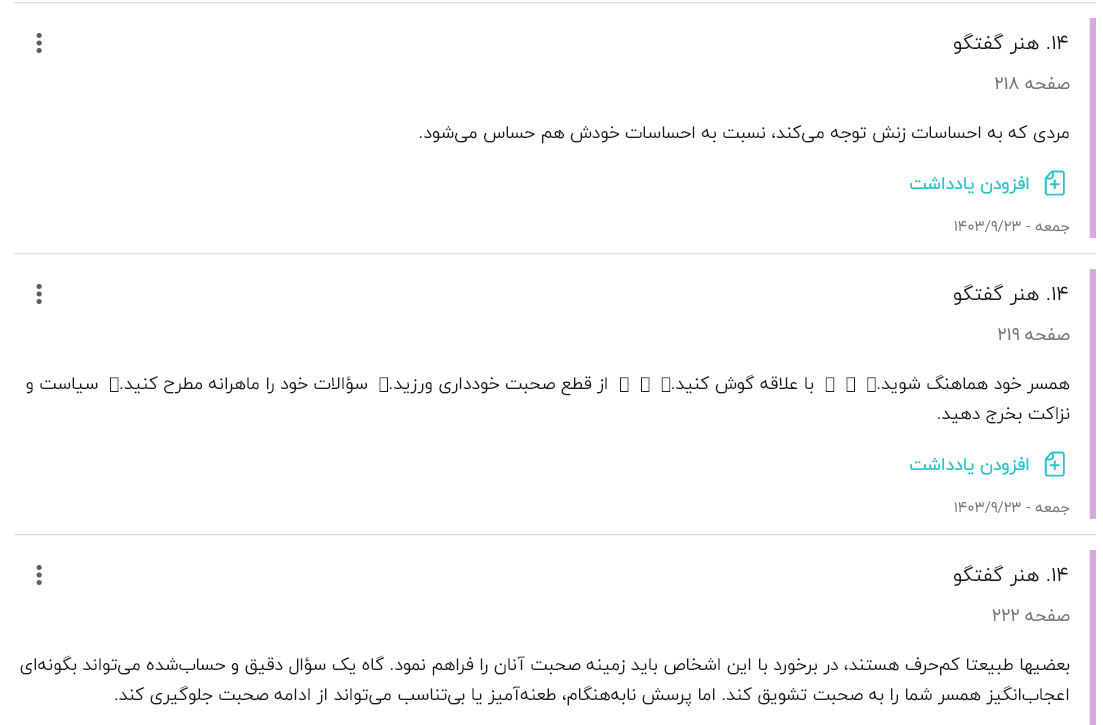 ۱۴. هنر گفتگو
صفحه ۲۱۸
مردی که به احساسات زنش توجه می‌کند، نسبت به احساسات خودش هم حساس می‌شود.
افزودن یادداشت
جمعه - ۱۴۰۳/۹/۲۳
۱۴. هنر گفتگو
صفحه ۲۱۹
همسر خود هماهنگ شوید.▯ ▯ ▯ با علاقه گوش کنید.▯ ▯ ▯ از قطع صحبت خودداری ورزید.▯ سؤالات خود را ماهرانه مطرح کنید.▯ سیاست و
نزاکت بخرج دهید.
افزودن یادداشت
جمعه - ۱۴۰۳/۹/۲۳
۱۴. هنر گفتگو
صفحه ۲۲۲
بعضیها طبیعتا کم‌حرف هستند، در برخورد با این اشخاص باید زمینه صحبت آنان را فراهم نمود. گاه یک سؤال دقیق و حساب‌شده می‌تواند بگونه‌ای
اعجاب‌انگیز همسر شما را به صحبت تشویق کند. اما پرسش نابه‌هنگام، طعنه‌آمیز یا بی‌تناسب می‌تواند از ادامه صحبت جلوگیری کند.